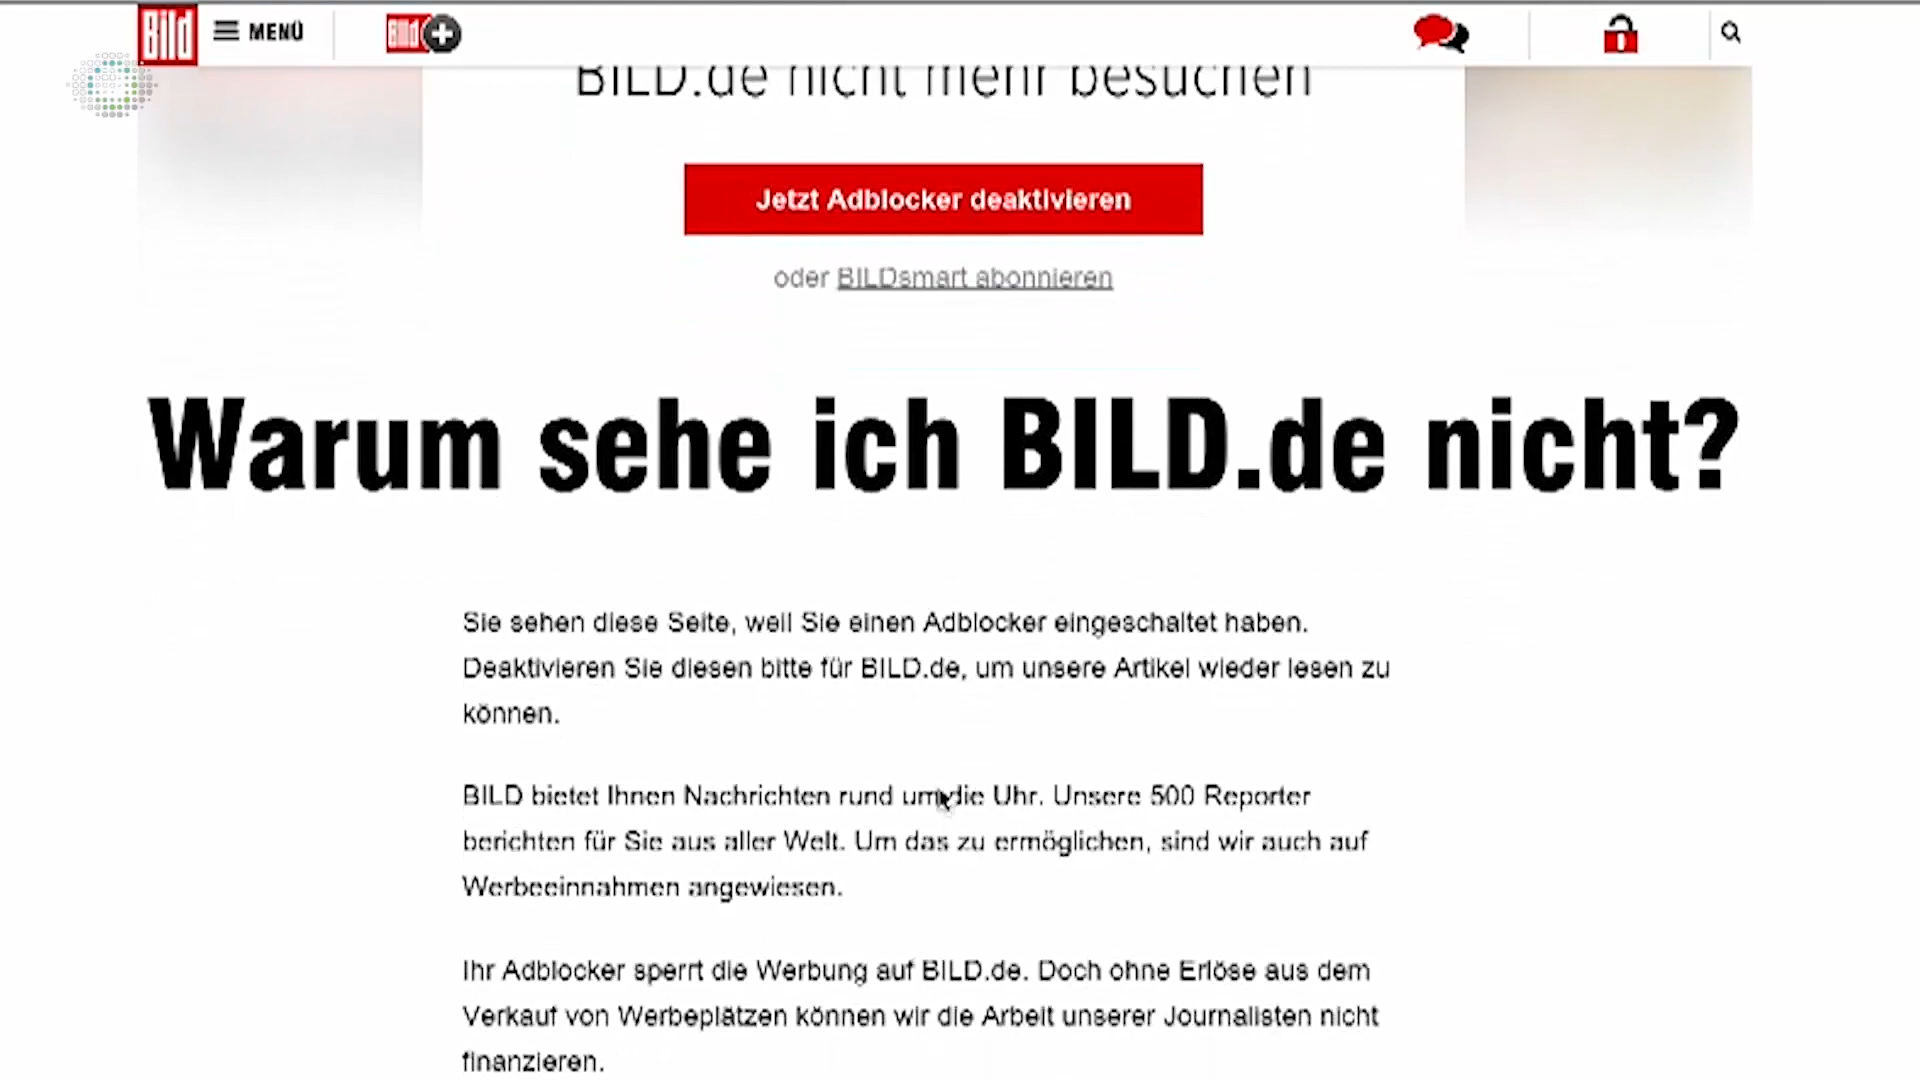 Bild
MENÜ
Bild
BILD.de nicht mehr besuchen
Jetzt Adblocker deaktivieren
oder BILDsmart abonnieren
Warum sehe ich BILD.de nicht?
Sie sehen diese Seite, weil Sie einen Adblocker eingeschaltet haben.
Deaktivieren Sie diesen bitte für BILD.de, um unsere Artikel wieder lesen zu
können.
BILD bietet Ihnen Nachrichten rund um die Uhr. Unsere 500 Reporter
berichten für Sie aus aller Welt. Um das zu ermöglichen, sind wir auch auf
Werbeeinnahmen angewiesen.
Ihr Adblocker sperrt die Werbung auf BILD.de. Doch ohne Erlöse aus dem
Verkauf von Werbeplätzen können wir die Arbeit unserer Journalisten nicht
finanzieren.